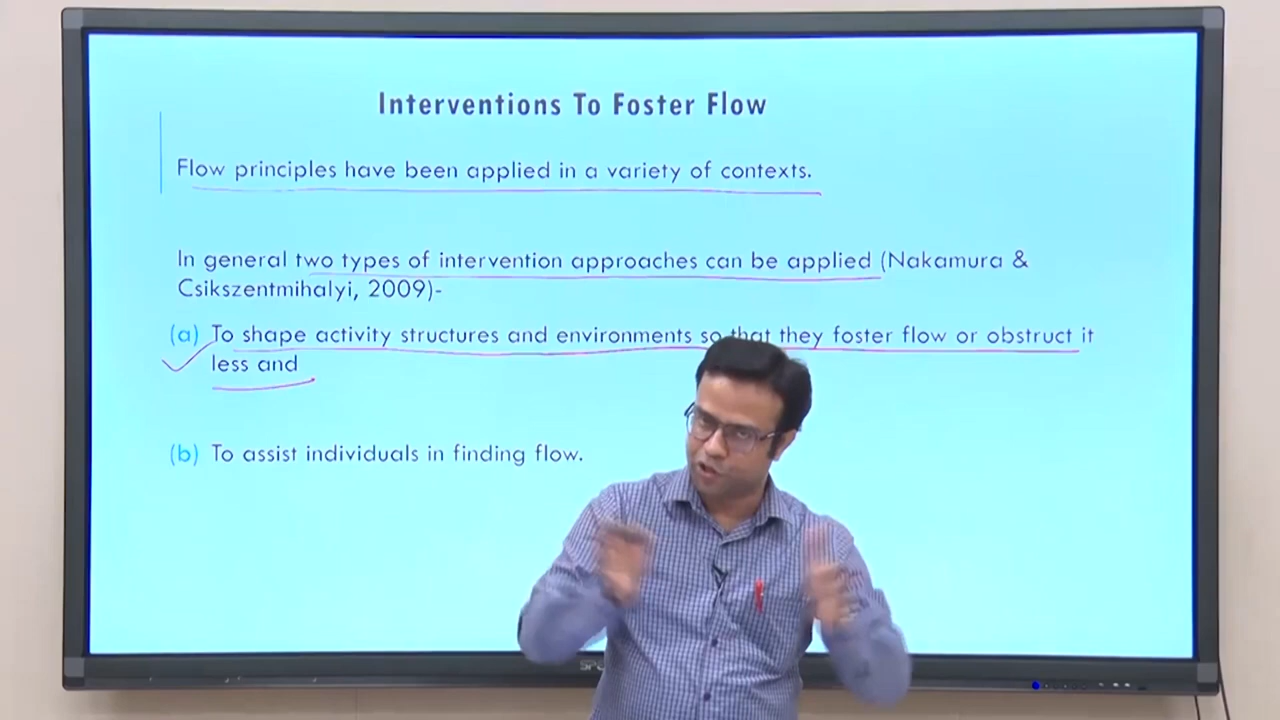 Interventions To Foster Flow
Flow principles have been applied in a variety of contexts.
In general two types of intervention approaches can be applied (Nakamura &
Csikszentmihalyi, 2009)-
(a) To shape activity structures and environments so that they foster flow or obstruct it
less and
(b) To assist individuals in finding flow.